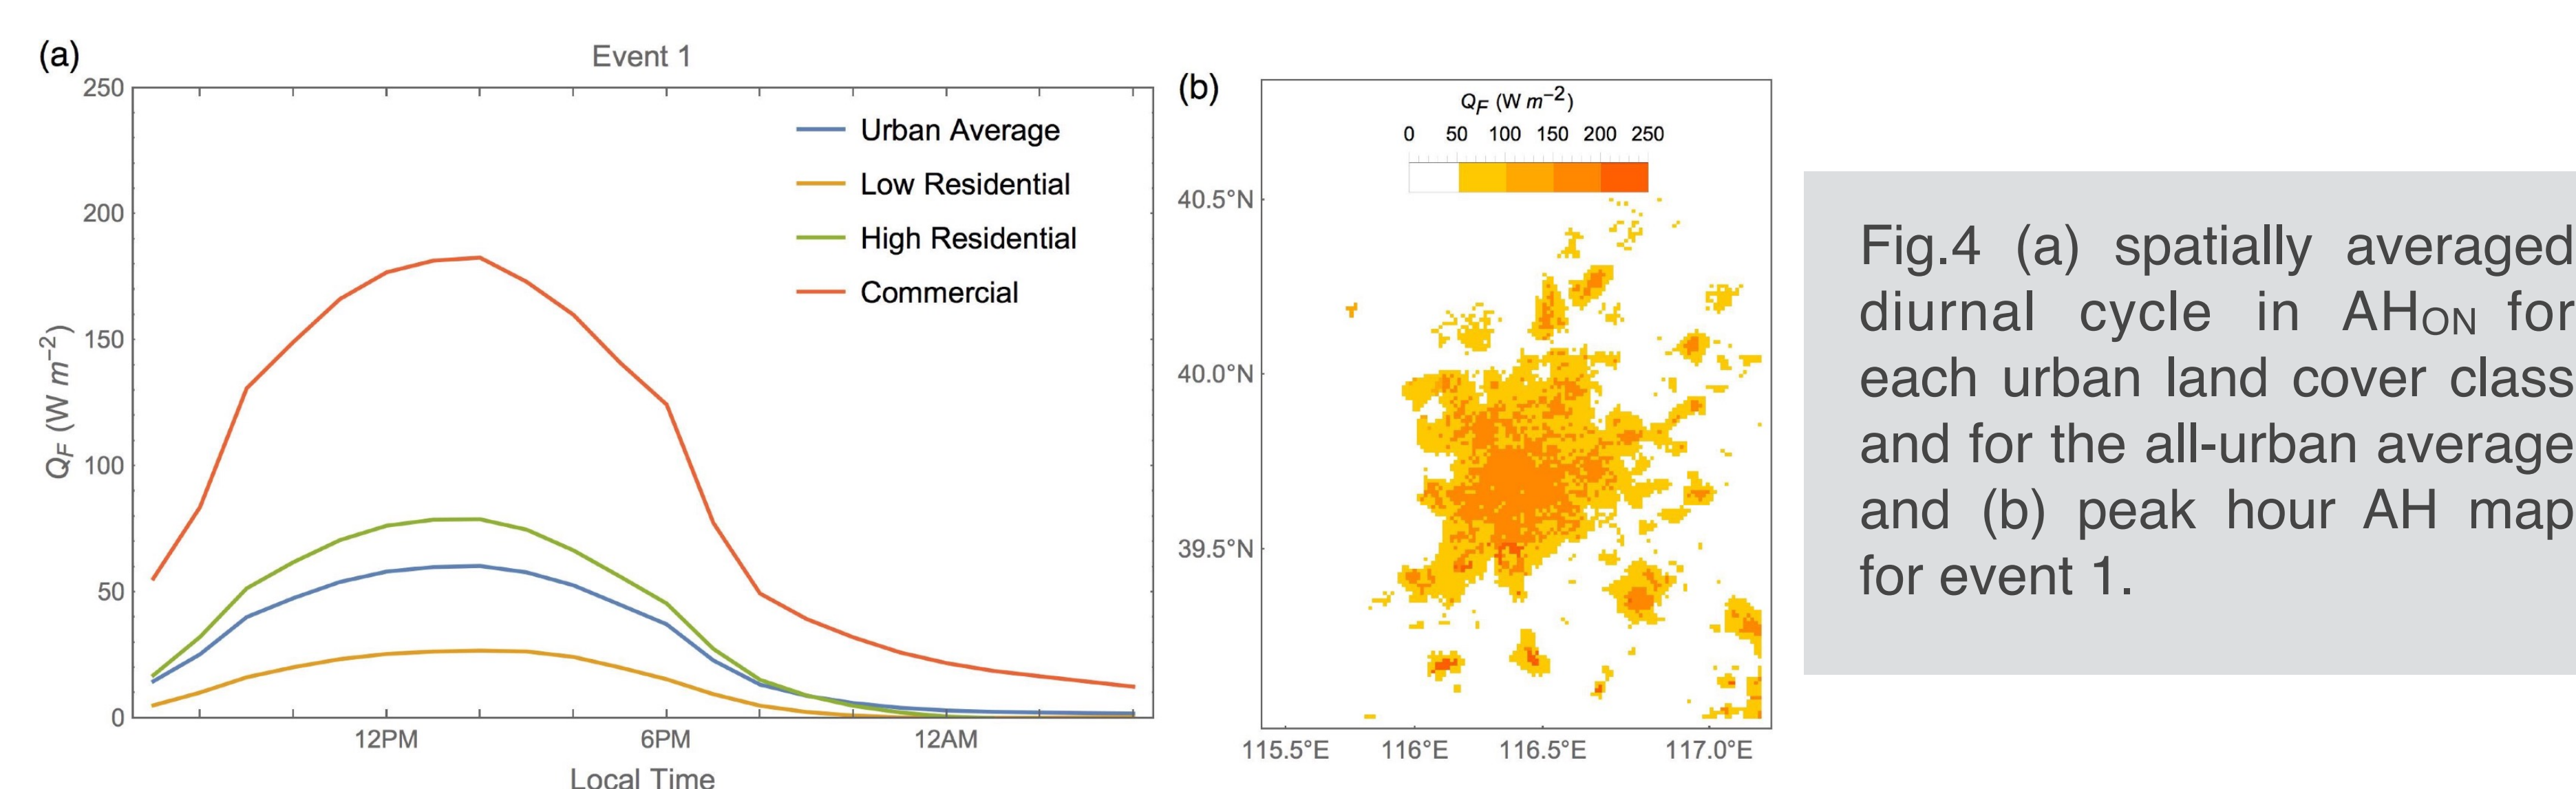 (a)
Event 1
250
200
150
100
50
0
Q_F (W m⁻²)
Urban Average
Low Residential
High Residential
Commercial
12PM 6PM 12AM
Local Time
(b)
Q_F (W m⁻²)
0 50 100 150 200 250
40.5°N
40.0°N
39.5°N
115.5°E 116°E 116.5°E 117.0°E
Fig.4 (a) spatially averaged
diurnal cycle in AH_ON for
each urban land cover class
and for the all-urban average
and (b) peak hour AH map
for event 1.